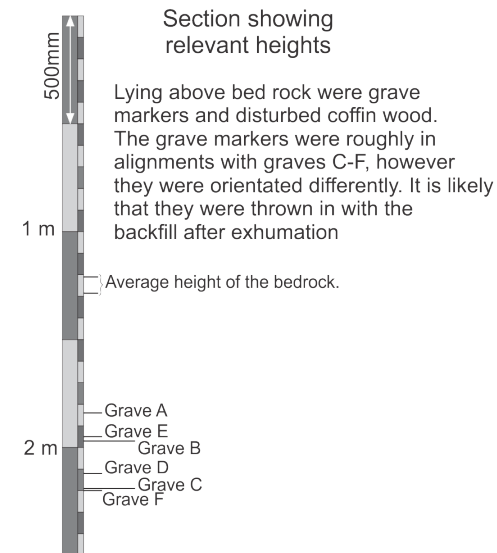 Section showing
relevant heights
500mm
Lying above bed rock were grave
markers and disturbed coffin wood.
The grave markers were roughly in
alignments with graves C-F, however
they were orientated differently. It is likely
that they were thrown in with the
backfill after exhumation
1 m
Average height of the bedrock.
Grave A
Grave E
Grave B
2 m
Grave D
Grave C
Grave F